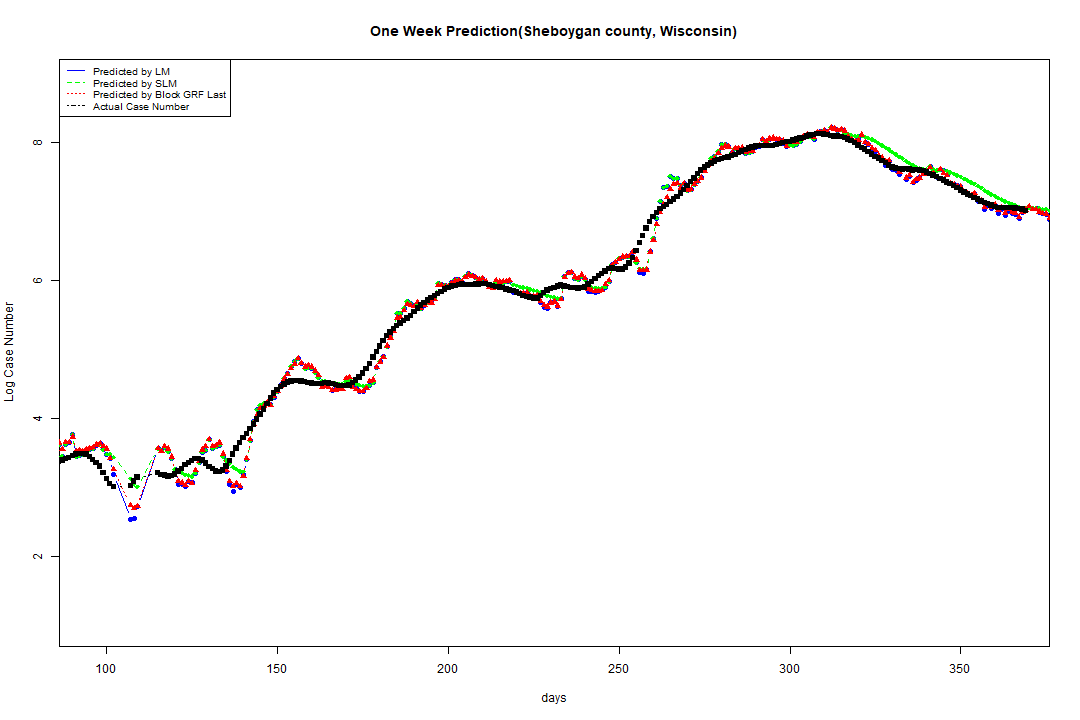 One Week Prediction(Sheboygan county, Wisconsin)
Predicted by LM
Predicted by SLM
Predicted by Block GRF Last
Actual Case Number
8
6
4
2
Log Case Number
100 150 200 250 300 350
days